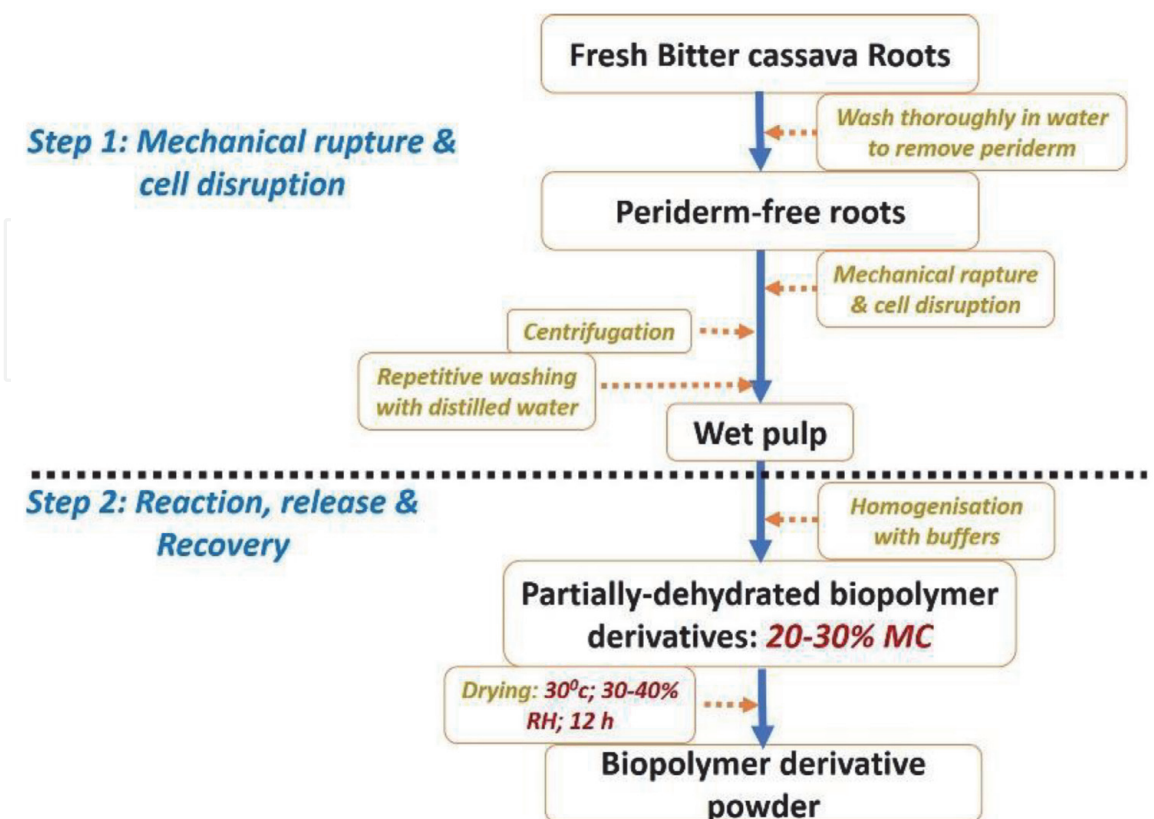 Fresh Bitter cassava Roots
Wash thoroughly in water
to remove periderm
Step 1: Mechanical rupture &
cell disruption
Periderm-free roots
Mechanical rapture
& cell disruption
Centrifugation
Repetitive washing
with distilled water
Wet pulp
Step 2: Reaction, release &
Recovery
Homogenisation
with buffers
Partially-dehydrated biopolymer
derivatives: 20-30% MC
Drying: 30⁰c; 30-40%
RH; 12 h
Biopolymer derivative
powder